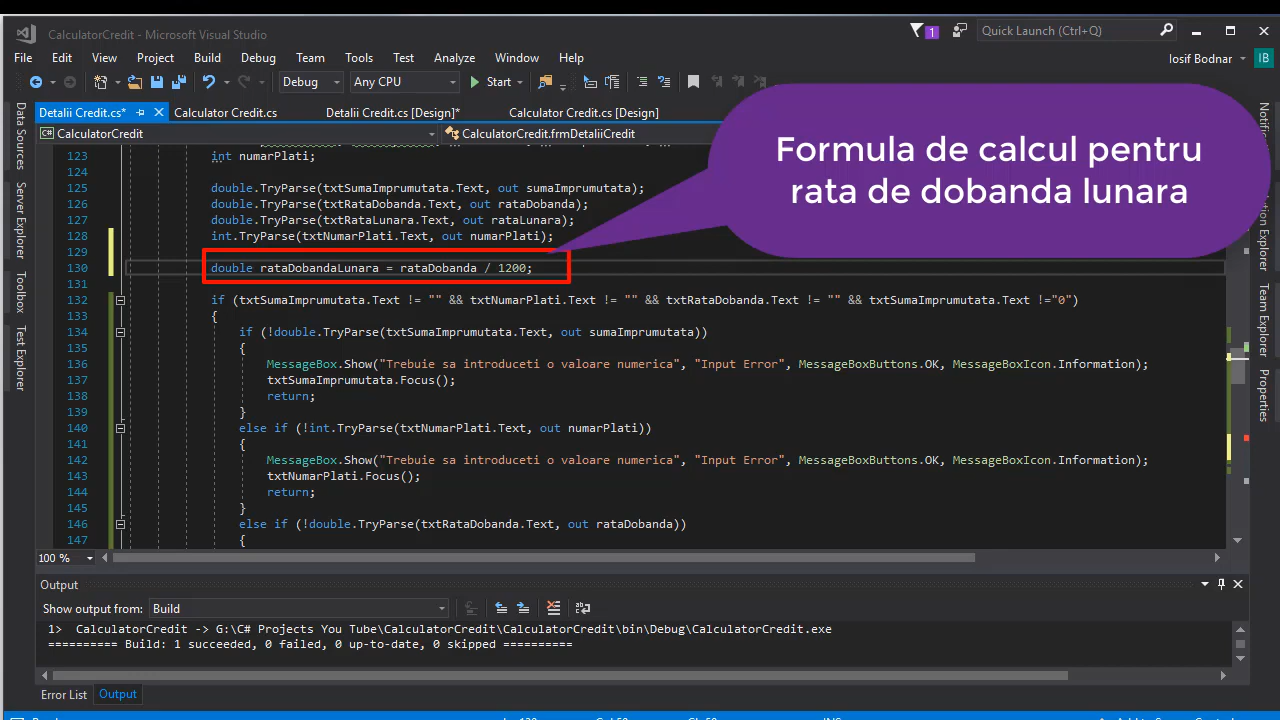 CalculatorCredit - Microsoft Visual Studio
1
Quick Launch (Ctrl+Q)
File Edit View Project Build Debug Team Tools Test Analyze Window Help
Iosif Bodnar IB
Debug Any CPU Start
Detalii Credit.cs* Calculator Credit.cs Detalii Credit.cs [Design]* Calculator Credit.cs [Design]
C# CalculatorCredit CalculatorCredit.frmDetaliiCredit
Formula de calcul pentru
rata de dobanda lunara
Data Sources
Server Explorer
Toolbox
Test Explorer
Team Explorer
Properties
123 int numarPlati;
124
125 double.TryParse(txtSumaImprumutata.Text, out sumaImprumutata);
126 double.TryParse(txtRataDobanda.Text, out rataDobanda);
127 double.TryParse(txtRataLunara.Text, out rataLunara);
128 int.TryParse(txtNumarPlati.Text, out numarPlati);
129
130 double rataDobandaLunara = rataDobanda / 1200;
131
132 if (txtSumaImprumutata.Text != "" && txtNumarPlati.Text != "" && txtRataDobanda.Text != "" && txtSumaImprumutata.Text !="0")
133 {
134 if (!double.TryParse(txtSumaImprumutata.Text, out sumaImprumutata))
135 {
136 MessageBox.Show("Trebuie sa introduceti o valoare numerica", "Input Error", MessageBoxButtons.OK, MessageBoxIcon.Information);
137 txtSumaImprumutata.Focus();
138 return;
139 }
140 else if (!int.TryParse(txtNumarPlati.Text, out numarPlati))
141 {
142 MessageBox.Show("Trebuie sa introduceti o valoare numerica", "Input Error", MessageBoxButtons.OK, MessageBoxIcon.Information);
143 txtNumarPlati.Focus();
144 return;
145 }
146 else if (!double.TryParse(txtRataDobanda.Text, out rataDobanda))
147 {
100 %
Output
Show output from: Build
1> CalculatorCredit -> G:\C# Projects You Tube\CalculatorCredit\CalculatorCredit\bin\Debug\CalculatorCredit.exe
========== Build: 1 succeeded, 0 failed, 0 up-to-date, 0 skipped ==========
Error List Output